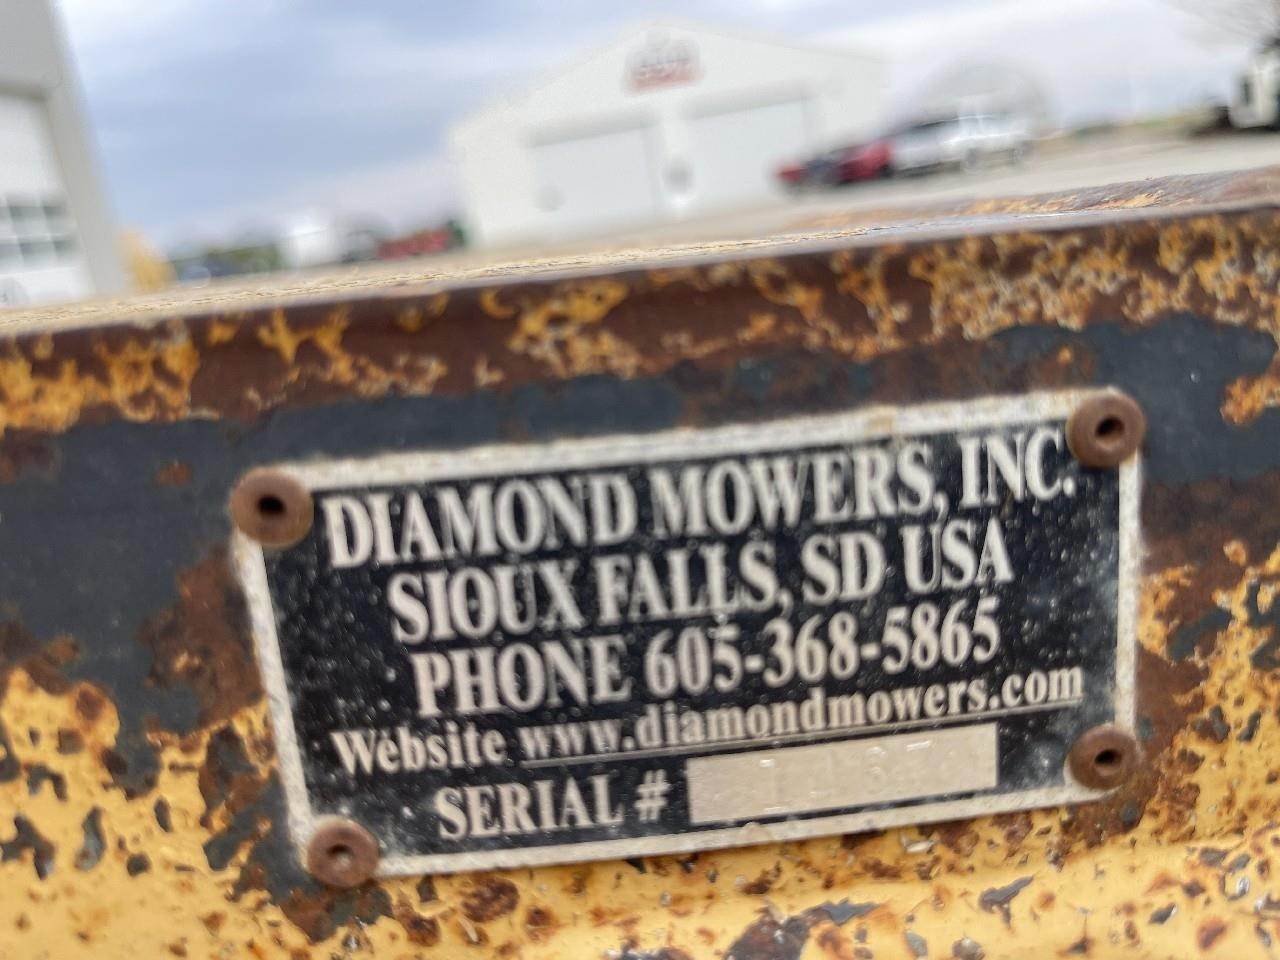 DIAMOND MOWERS, INC.
SIOUX FALLS, SD USA
PHONE 605-368-5865
Website www.diamondmowers.com
SERIAL #